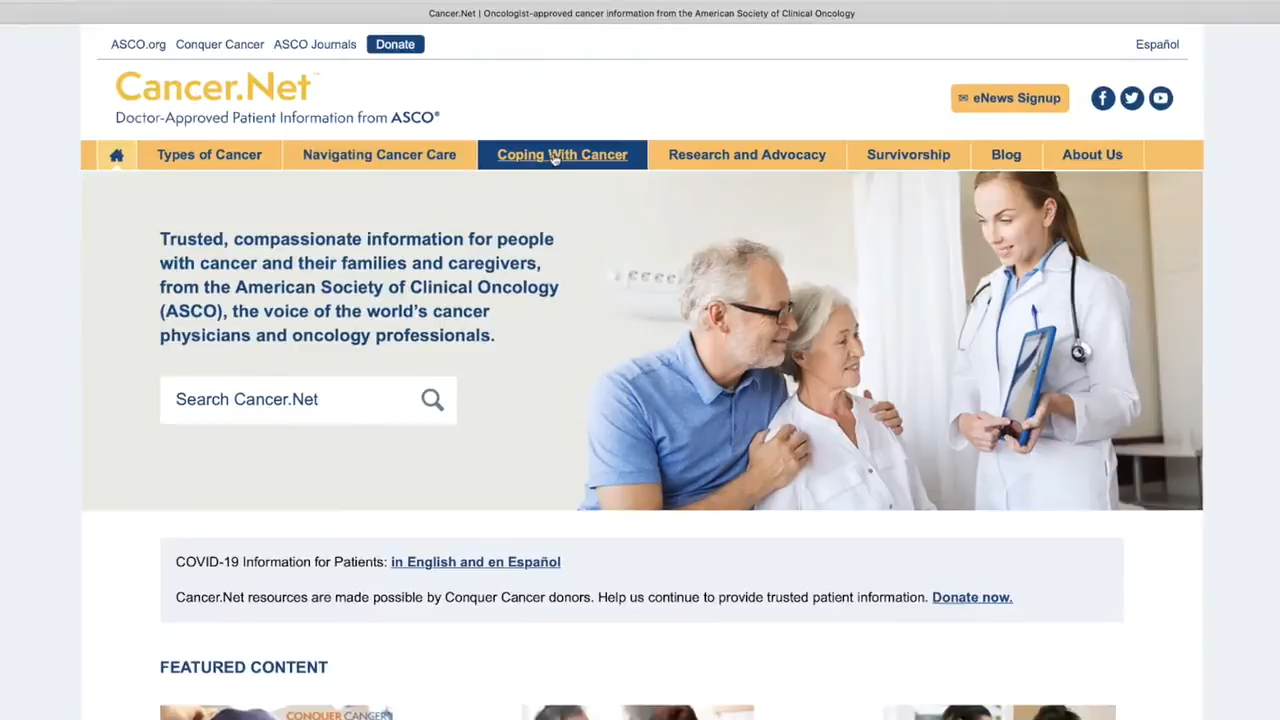 Cancer.Net | Oncologist-approved cancer information from the American Society of Clinical Oncology
ASCO.org Conquer Cancer ASCO Journals Donate Español
Cancer.Net™
Doctor-Approved Patient Information from ASCO®
eNews Signup
Types of Cancer Navigating Cancer Care Coping With Cancer Research and Advocacy Survivorship Blog About Us
Trusted, compassionate information for people
with cancer and their families and caregivers,
from the American Society of Clinical Oncology
(ASCO), the voice of the world's cancer
physicians and oncology professionals.
Search Cancer.Net
COVID-19 Information for Patients: in English and en Español
Cancer.Net resources are made possible by Conquer Cancer donors. Help us continue to provide trusted patient information. Donate now.
FEATURED CONTENT
CONQUER CANCER